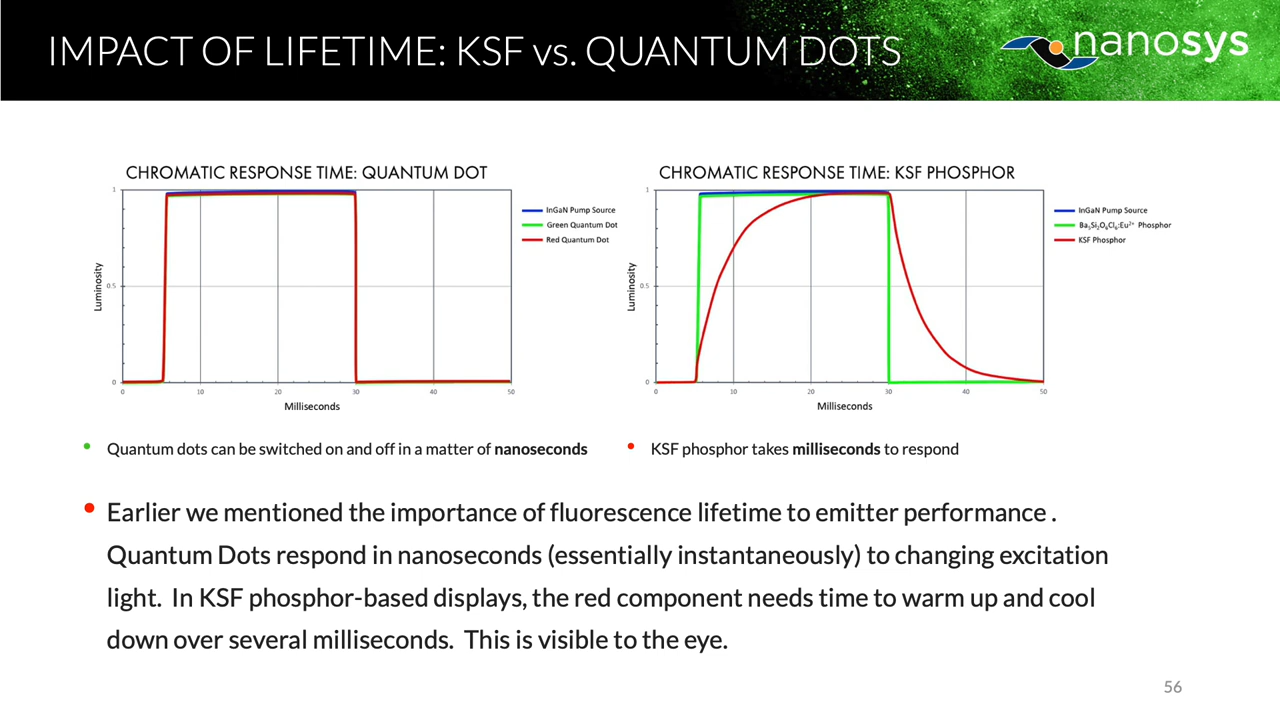 IMPACT OF LIFETIME: KSF vs. QUANTUM DOTS
nanosys
CHROMATIC RESPONSE TIME: QUANTUM DOT
1
0.5
0
Luminosity
0 10 20 30 40 50
Milliseconds
InGaN Pump Source
Green Quantum Dot
Red Quantum Dot
CHROMATIC RESPONSE TIME: KSF PHOSPHOR
1
0.5
0
Luminosity
0 10 20 30 40 50
Milliseconds
InGaN Pump Source
Phosphor
KSF Phosphor
• Quantum dots can be switched on and off in a matter of nanoseconds
• KSF phosphor takes milliseconds to respond
• Earlier we mentioned the importance of fluorescence lifetime to emitter performance .
Quantum Dots respond in nanoseconds (essentially instantaneously) to changing excitation
light.  In KSF phosphor-based displays, the red component needs time to warm up and cool
down over several milliseconds.  This is visible to the eye.
56